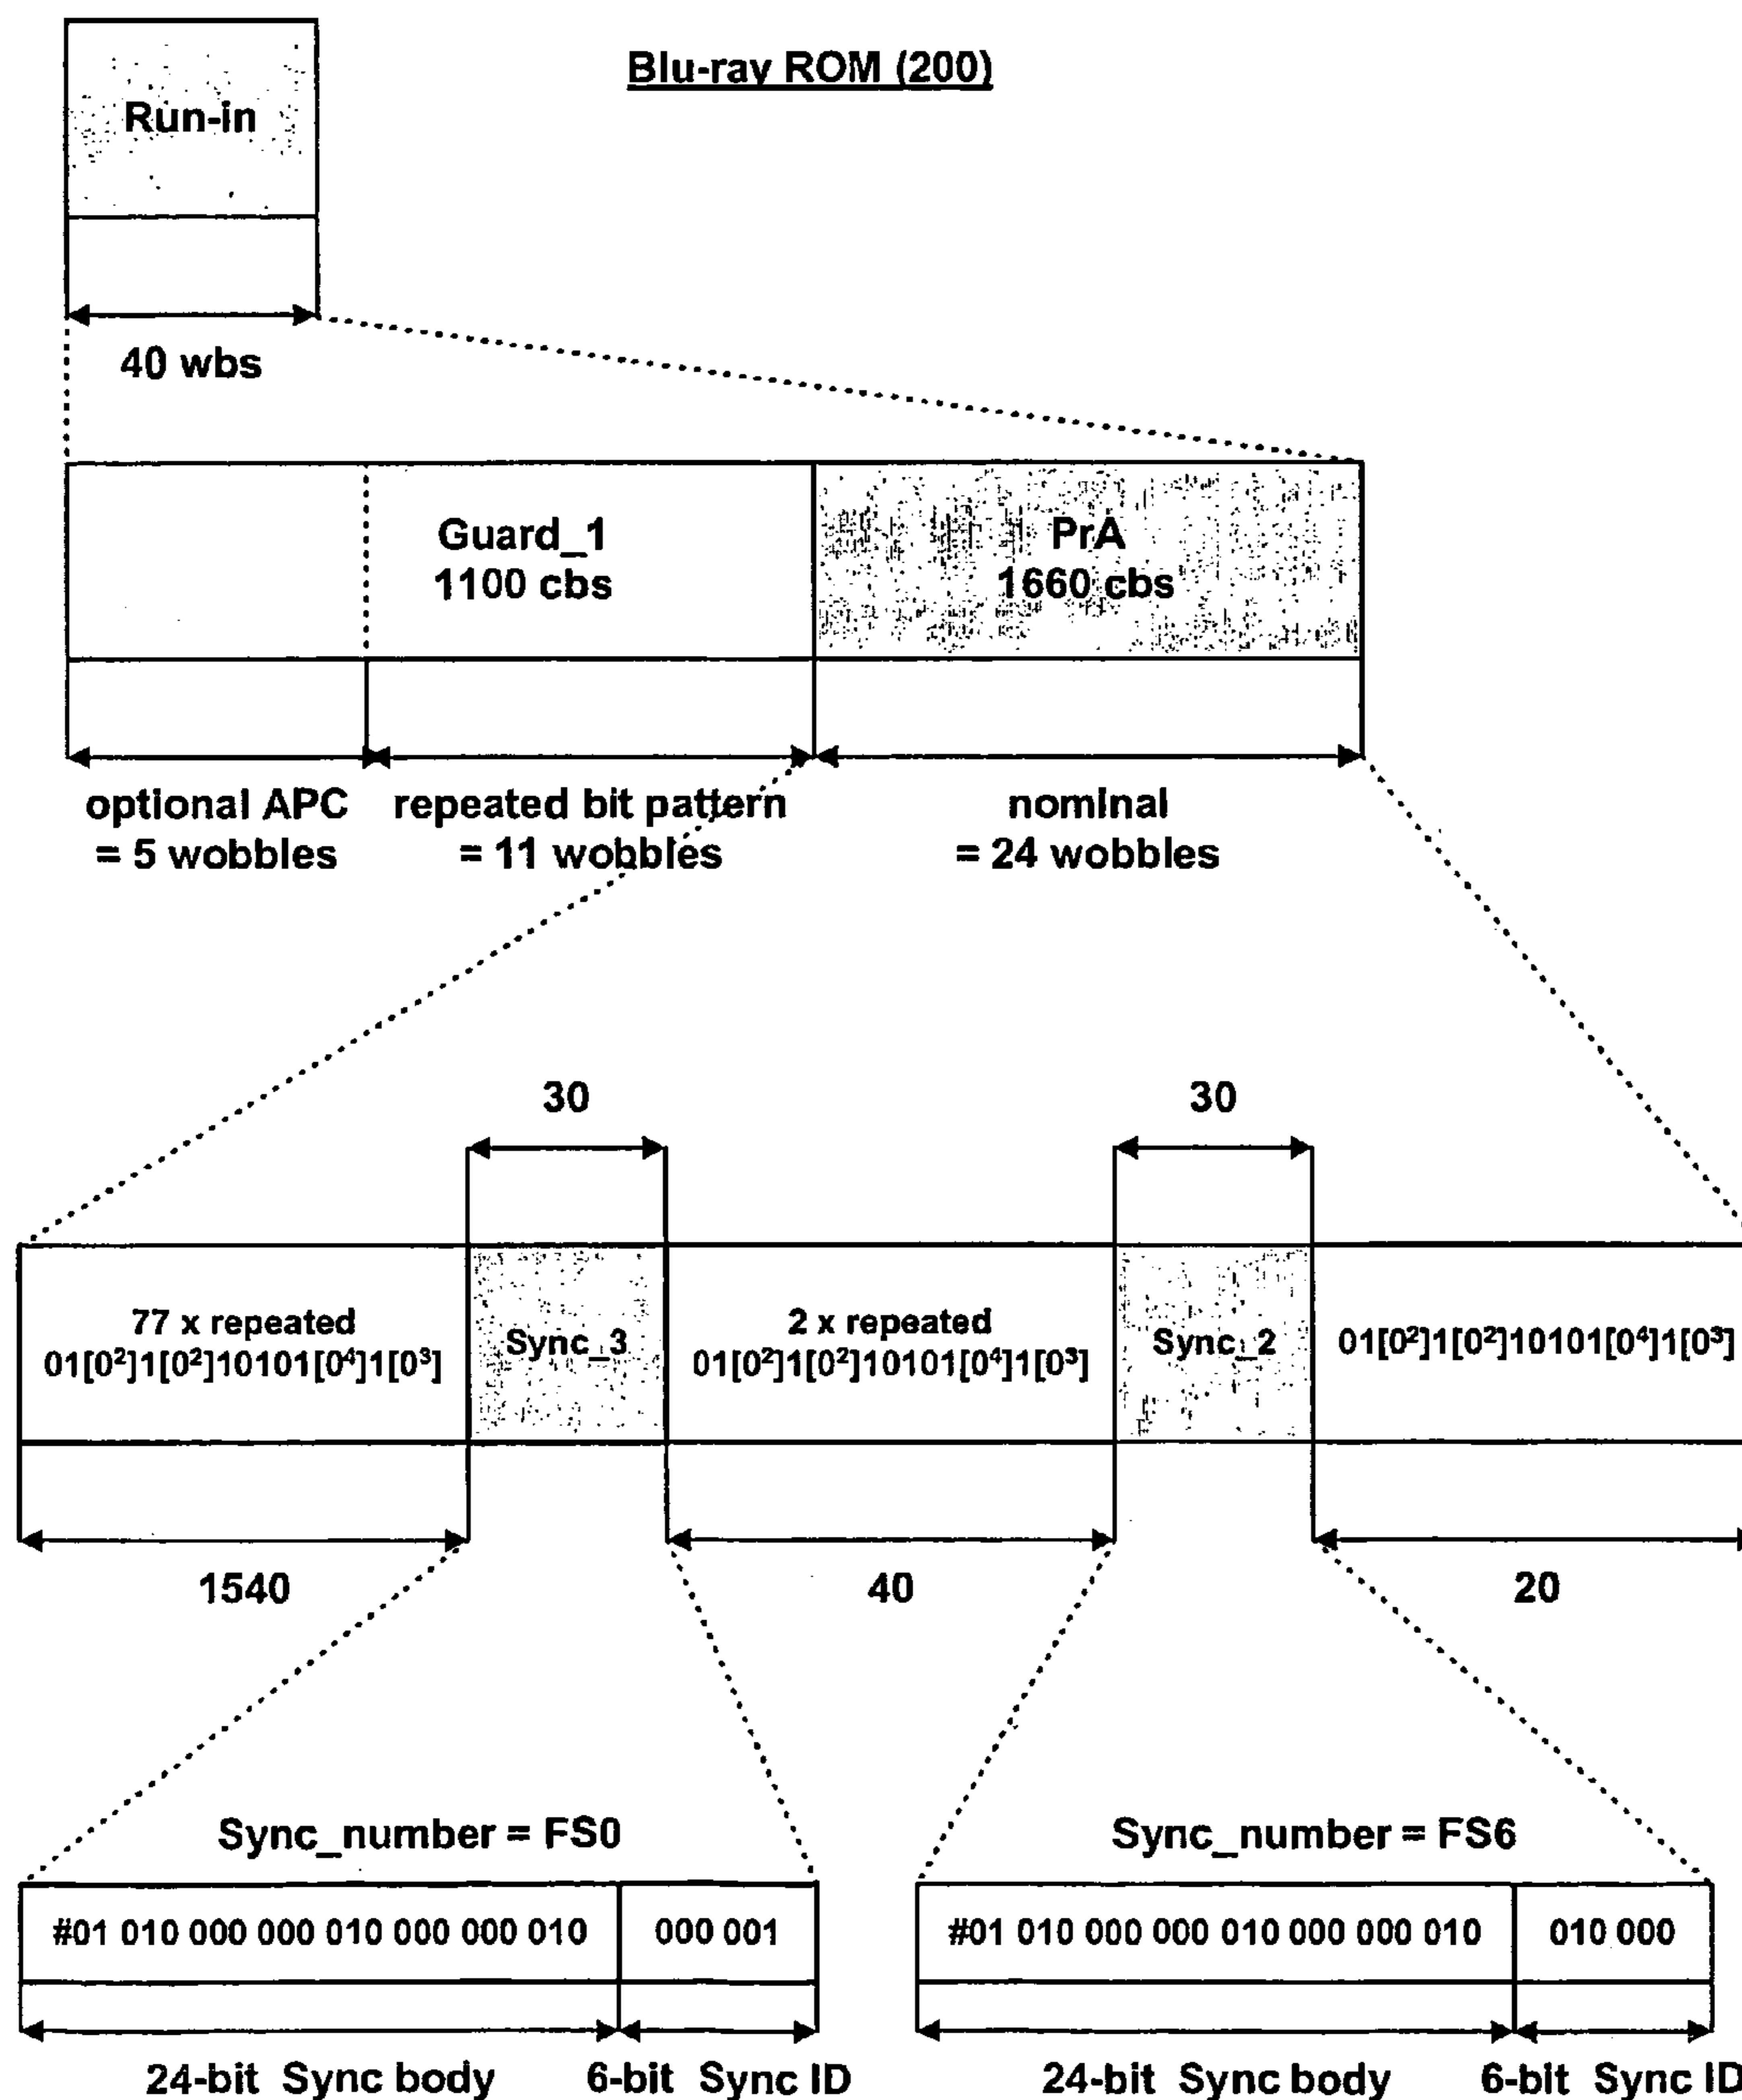 Blu-ray ROM (200)
Run-in
40 wbs
Guard_1
1100 cbs
PrA
1660 cbs
optional APC
= 5 wobbles
repeated bit pattern
= 11 wobbles
nominal
= 24 wobbles
30
30
77 x repeated
01[0²]1[0²]10101[0⁴]1[0³]
Sync_3
2 x repeated
01[0²]1[0²]10101[0⁴]1[0³]
Sync_2
01[0²]1[0²]10101[0⁴]1[0³]
1540
40
20
Sync_number = FS0
Sync_number = FS6
#01 010 000 000 010 000 000 010
000 001
#01 010 000 000 010 000 000 010
010 000
24-bit Sync body
6-bit Sync ID
24-bit Sync body
6-bit Sync ID